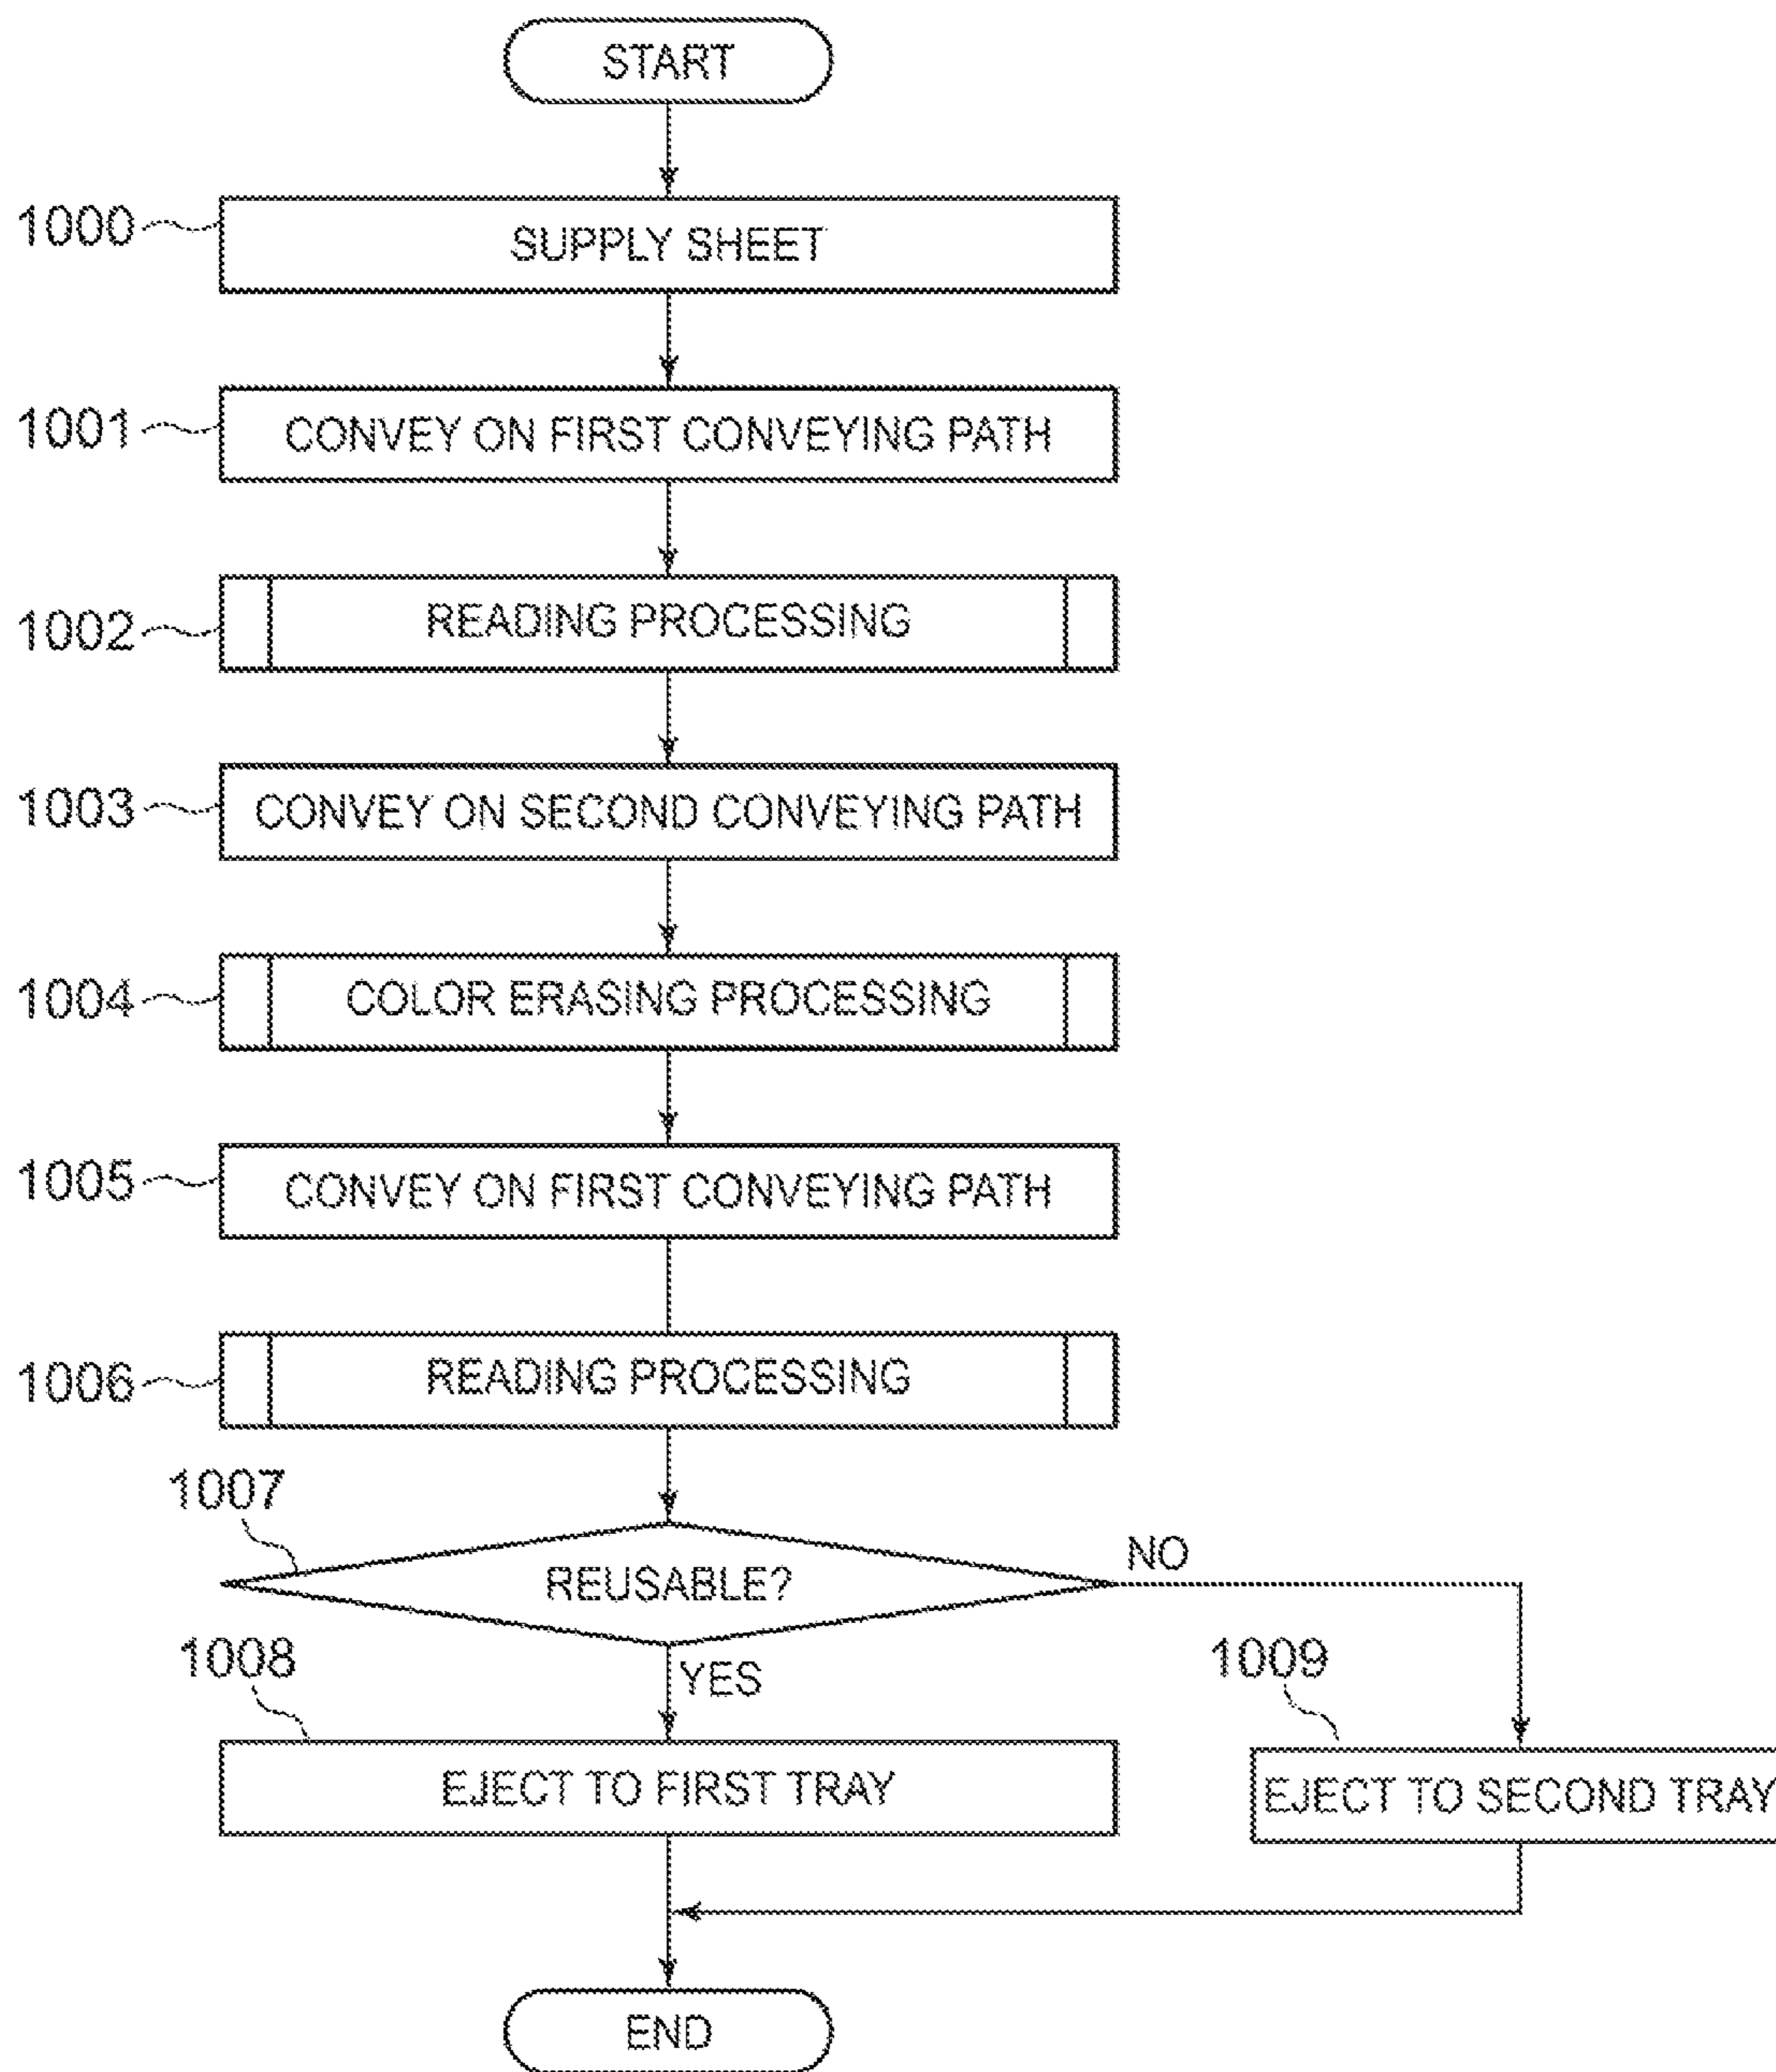 START
1000
SUPPLY SHEET
1001
CONVEY ON FIRST CONVEYING PATH
1002
READING PROCESSING
1003
CONVEY ON SECOND CONVEYING PATH
1004
COLOR ERASING PROCESSING
1005
CONVEY ON FIRST CONVEYING PATH
1006
READING PROCESSING
1007
REUSABLE?
NO
YES
1008
EJECT TO FIRST TRAY
1009
EJECT TO SECOND TRAY
END